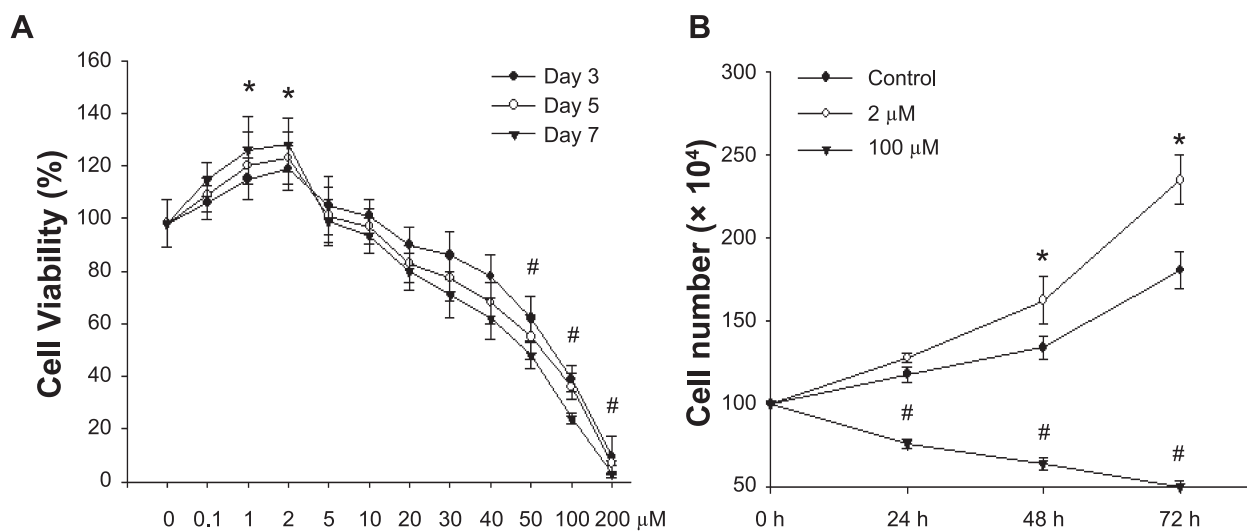 A
Cell Viability (%)
160
140
120
100
80
60
40
20
0
* *
# # #
Day 3
Day 5
Day 7
0 0.1 1 2 5 10 20 30 40 50 100 200 μM
B
Cell number (× 10⁴)
300
250
200
150
100
50
Control
2 μM
100 μM
* *
# # #
0 h 24 h 48 h 72 h